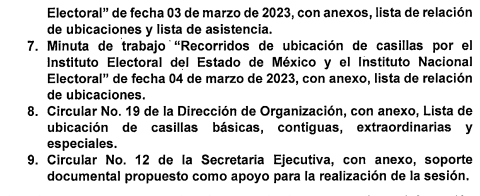 Electoral” de fecha 03 de marzo de 2023, con anexos, lista de relación
de ubicaciones y lista de asistencia.
7. Minuta de trabajo “Recorridos de ubicación de casillas por el
Instituto Electoral del Estado de México y el Instituto Nacional
Electoral” de fecha 04 de marzo de 2023, con anexo, lista de relación
de ubicaciones.
8. Circular No. 19 de la Dirección de Organización, con anexo, Lista de
ubicación de casillas básicas, contiguas, extraordinarias y
especiales.
9. Circular No. 12 de la Secretaria Ejecutiva, con anexo, soporte
documental propuesto como apoyo para la realización de la sesión.